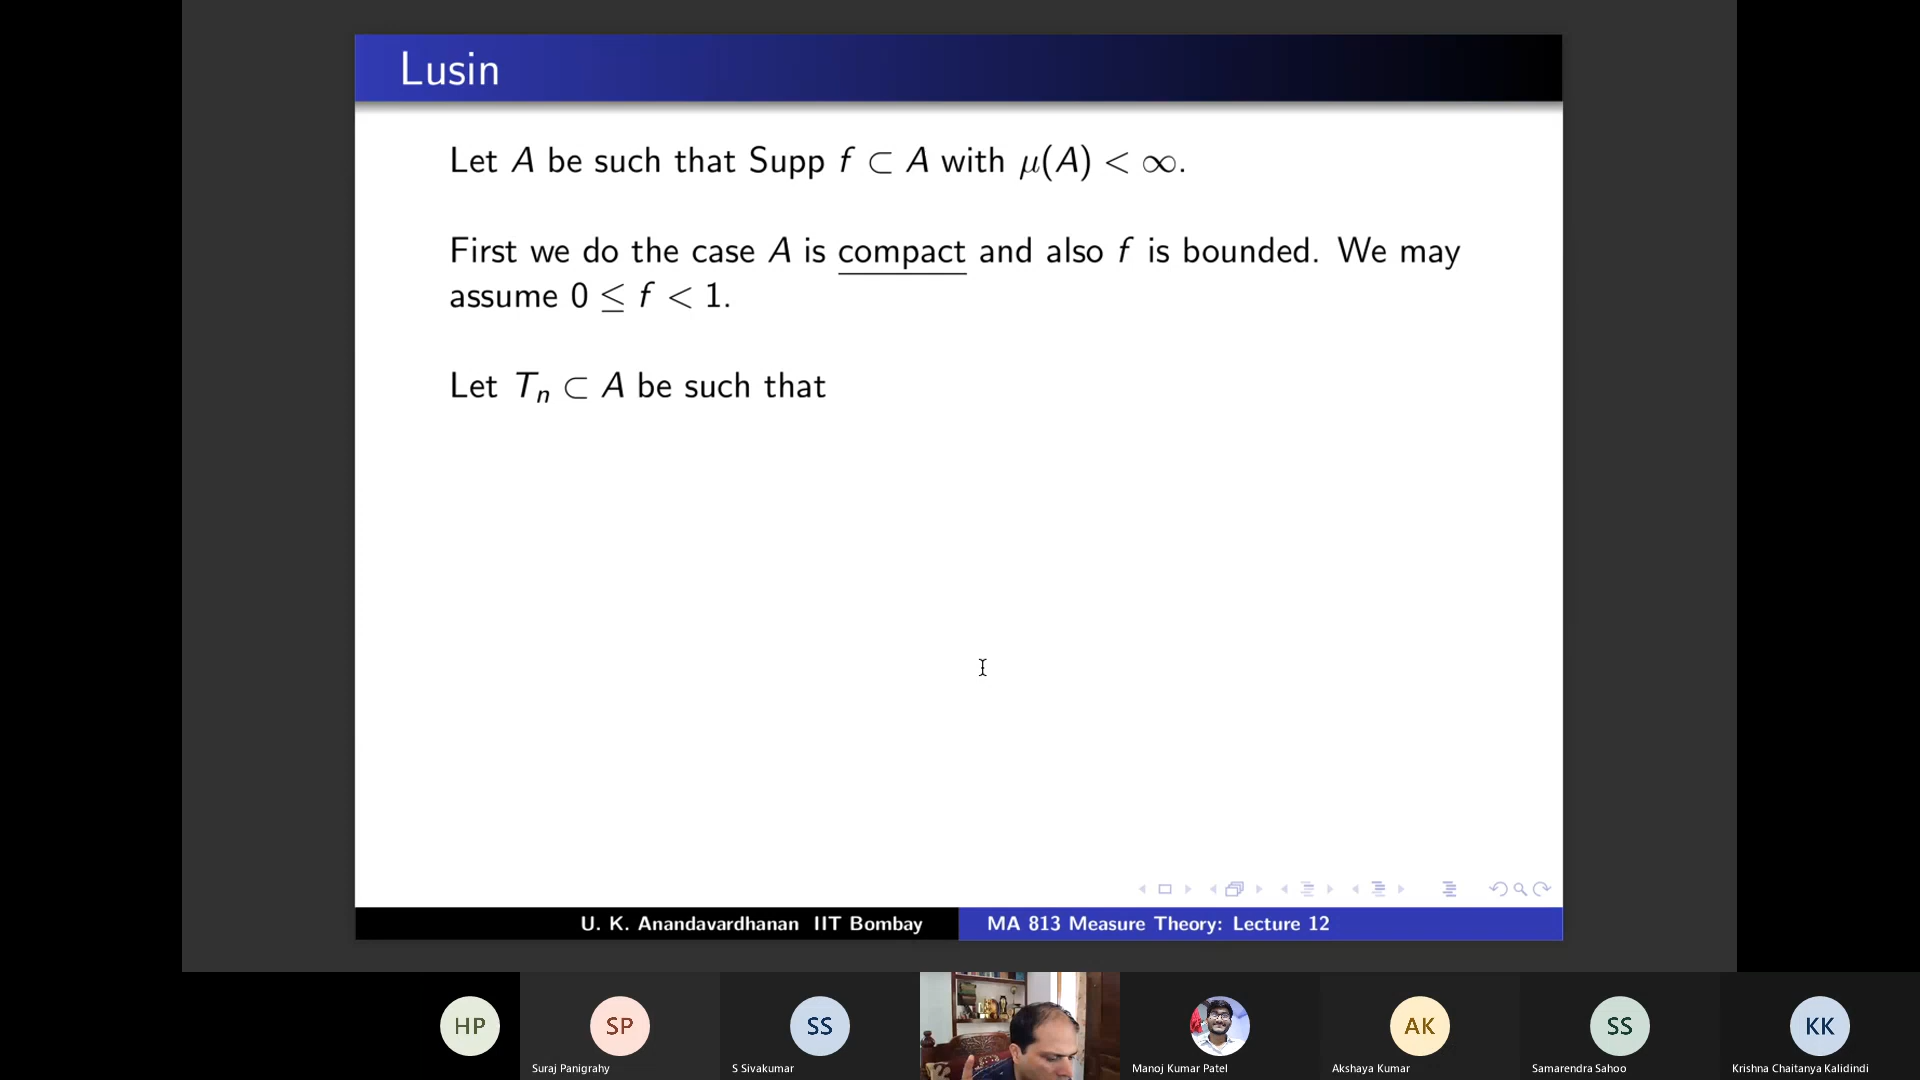 Lusin
Let A be such that Supp f ⊂ A with μ(A) < ∞.
First we do the case A is compact and also f is bounded. We may
assume 0 ≤ f < 1.
Let Tₙ ⊂ A be such that
U. K. Anandavardhanan IIT Bombay
MA 813 Measure Theory: Lecture 12
HP
SP
SS
AK
SS
KK
Suraj Panigrahy
S Sivakumar
Manoj Kumar Patel
Akshaya Kumar
Samarendra Sahoo
Krishna Chaitanya Kalidindi